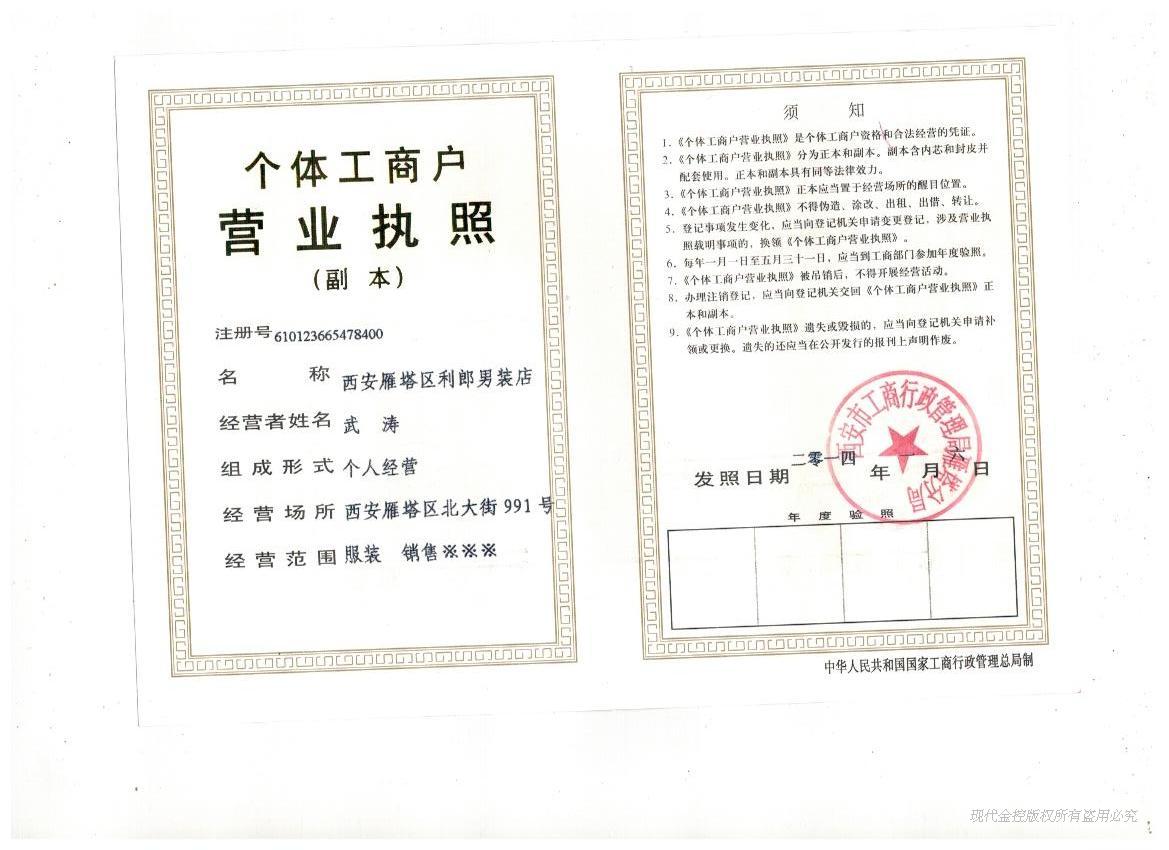 个体工商户
营业执照
（副 本）
注册号 610123665478400
名 称 西安雁塔区利郎男装店
经营者姓名 武 涛
组成形式 个人经营
经营场所 西安雁塔区北大街 991 号
经营范围 服装 销售※※※
须 知
1.《个体工商户营业执照》是个体工商户资格和合法经营的凭证。
2.《个体工商户营业执照》分为正本和副本。副本含内芯和封皮并
配套使用。正本和副本具有同等法律效力。
3.《个体工商户营业执照》正本应当置于经营场所的醒目位置。
4.《个体工商户营业执照》不得伪造、涂改、出租、出借、转让。
5. 登记事项发生变化，应当向登记机关申请变更登记，涉及营业执
照载明事项的，换领《个体工商户营业执照》。
6. 每年一月一日至五月三十一日，应当到工商部门参加年度验照。
7.《个体工商户营业执照》被吊销后，不得开展经营活动。
8. 办理注销登记，应当向登记机关交回《个体工商户营业执照》正
本和副本。
9.《个体工商户营业执照》遗失或毁损的，应当向登记机关申请补
领或更换。遗失的还应当在公开发行的报刊上声明作废。
西安市工商行政管理局雁塔分局
发照日期 二零一四 年 一 月 六 日
年 度 验 照
中华人民共和国国家工商行政管理总局制
现代金控版权所有盗用必究